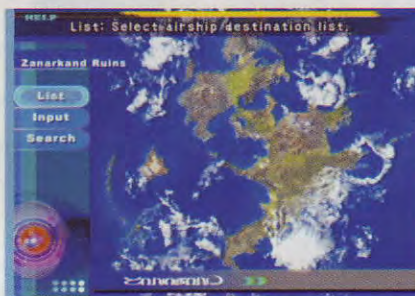 HELP
List: Select airship destination list.
Zanarkand Ruins
List
Input
Search